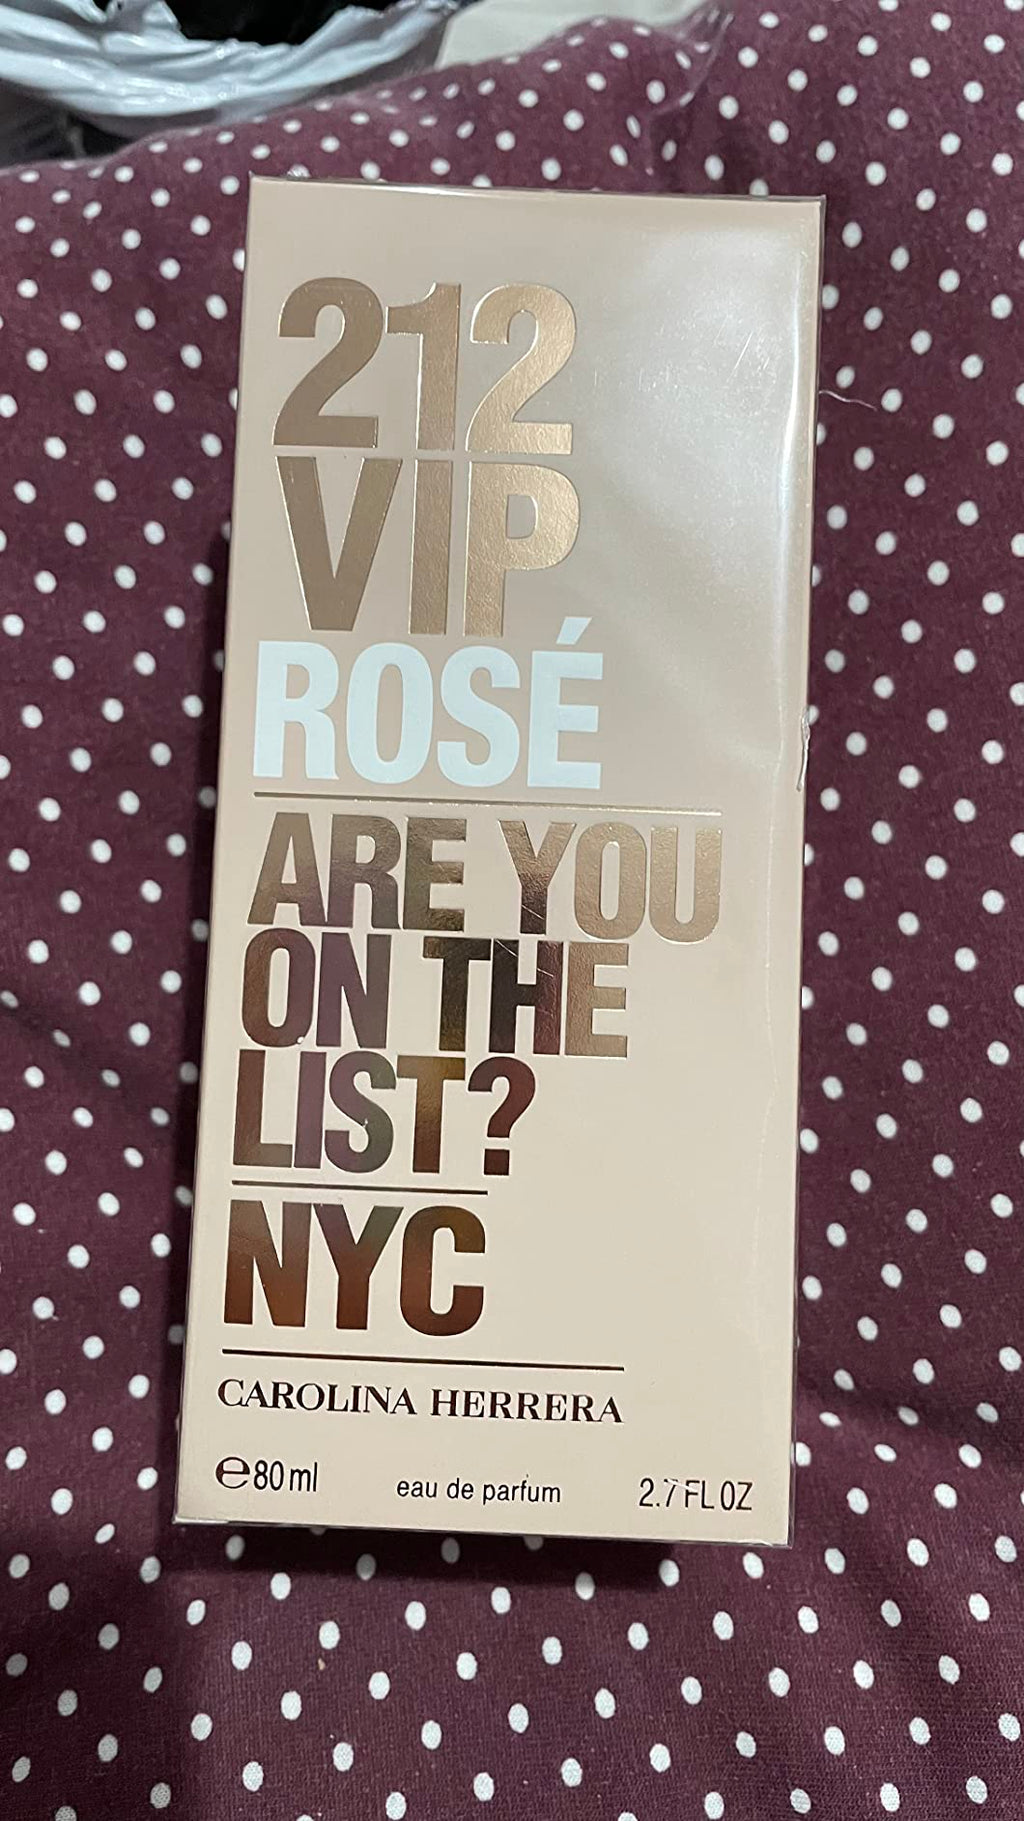 212
VIP
ROSÉ
ARE YOU
ON THE
LIST?
NYC
CAROLINA HERRERA
℮80ml eau de parfum 2.7 FL OZ